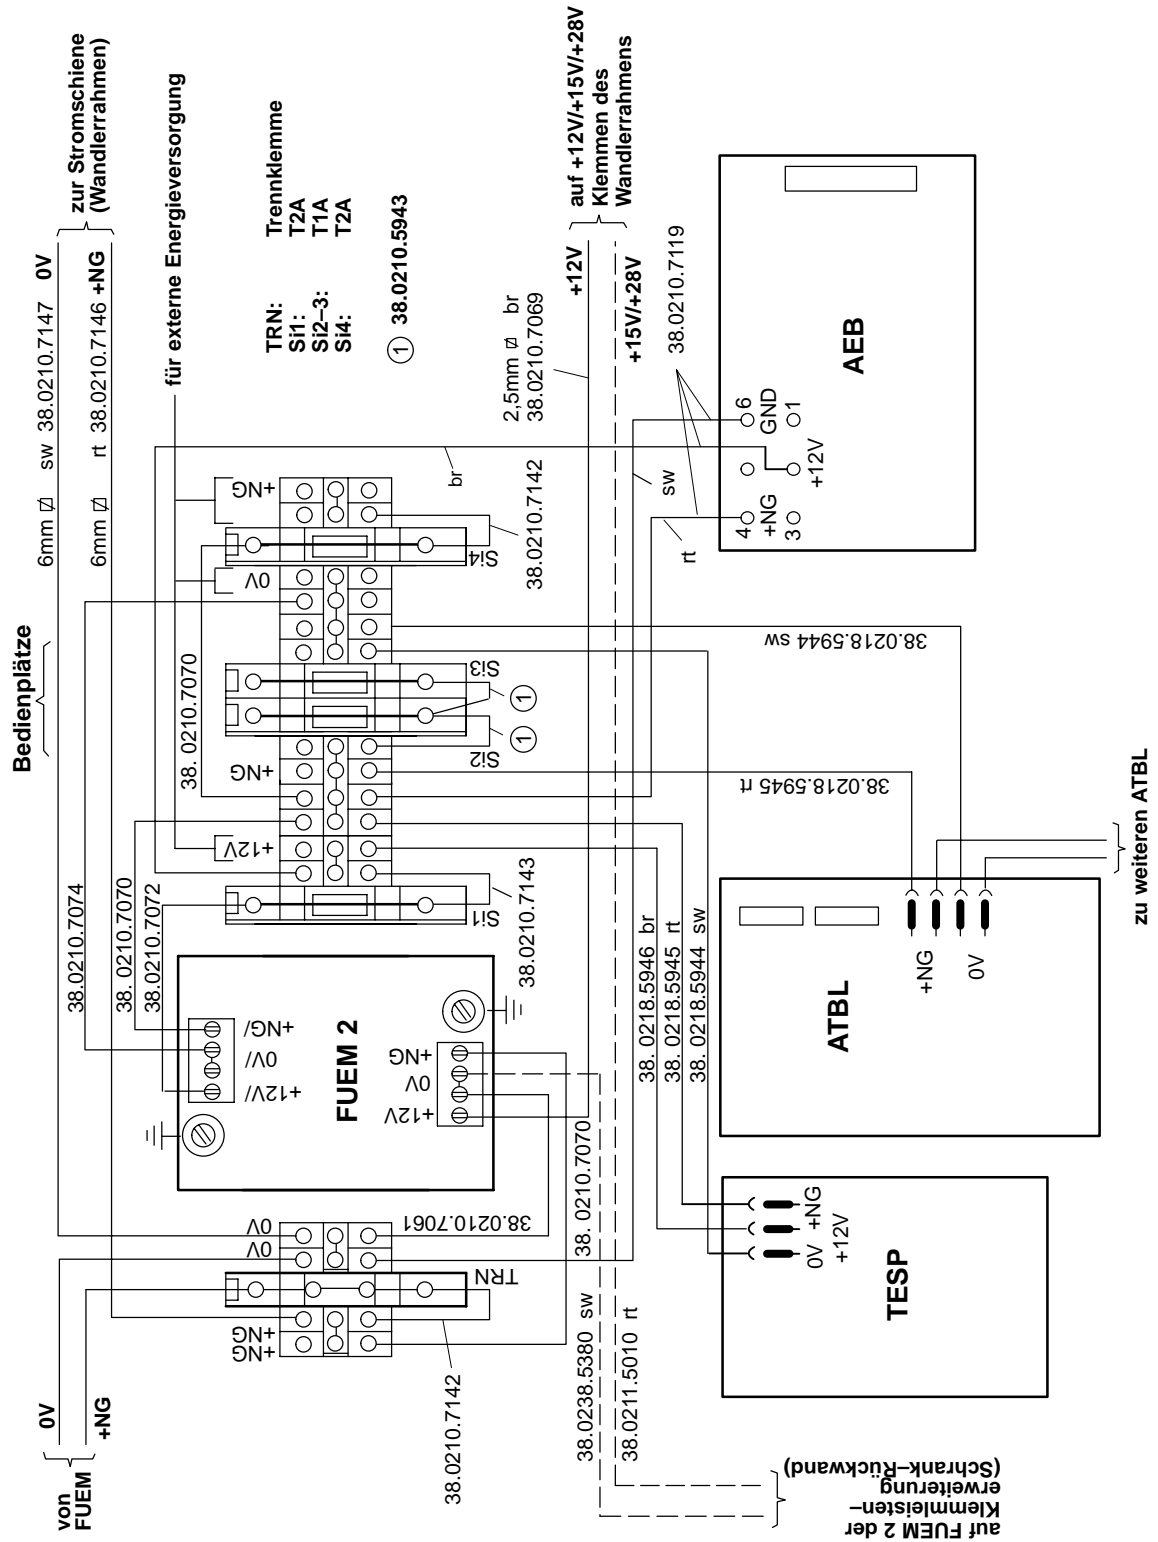 Bedienplätze
von
FUEM
0V
+NG
6mm ⌀ sw 38.0210.7147 0V
6mm ⌀ rt 38.0210.7146 +NG
zur Stromschiene
(Wandlerrahmen)
für externe Energieversorgung
38.0210.7074
38. 0210.7070
38.0210.7072
38. 0210.7070
TRN: Trennklemme
Si1: T2A
Si2–3: T1A
Si4: T2A
1 38.0210.5943
+NG
+NG
0V
0V
TRN
38.0210.7142
38.0210.7061
FUEM 2
+12V/
0V/
+NG/
+12V
0V
+NG
Si1
38.0210.7143
+12V
+NG
Si2
1
1
Si3
0V
Si4
38.0210.7142
+NG
br
2,5mm ⌀ br
38.0210.7069
+12V
+15V/+28V
auf +12V/+15V/+28V
Klemmen des
Wandlerrahmens
38. 0210.7070
38.0238.5380 sw
38.0211.5010 rt
38. 0218.5946 br
38. 0218.5945 rt
38. 0218.5944 sw
38.0218.5945 rt
38.0218.5944 sw
rt
sw
38.0210.7119
auf FUEM 2 der
Klemmleisten–
erweiterung
(Schrank–Rückwand)
TESP
0V
+12V
+NG
ATBL
+NG
0V
zu weiteren ATBL
AEB
4
+NG
3
+12V
6
GND
1